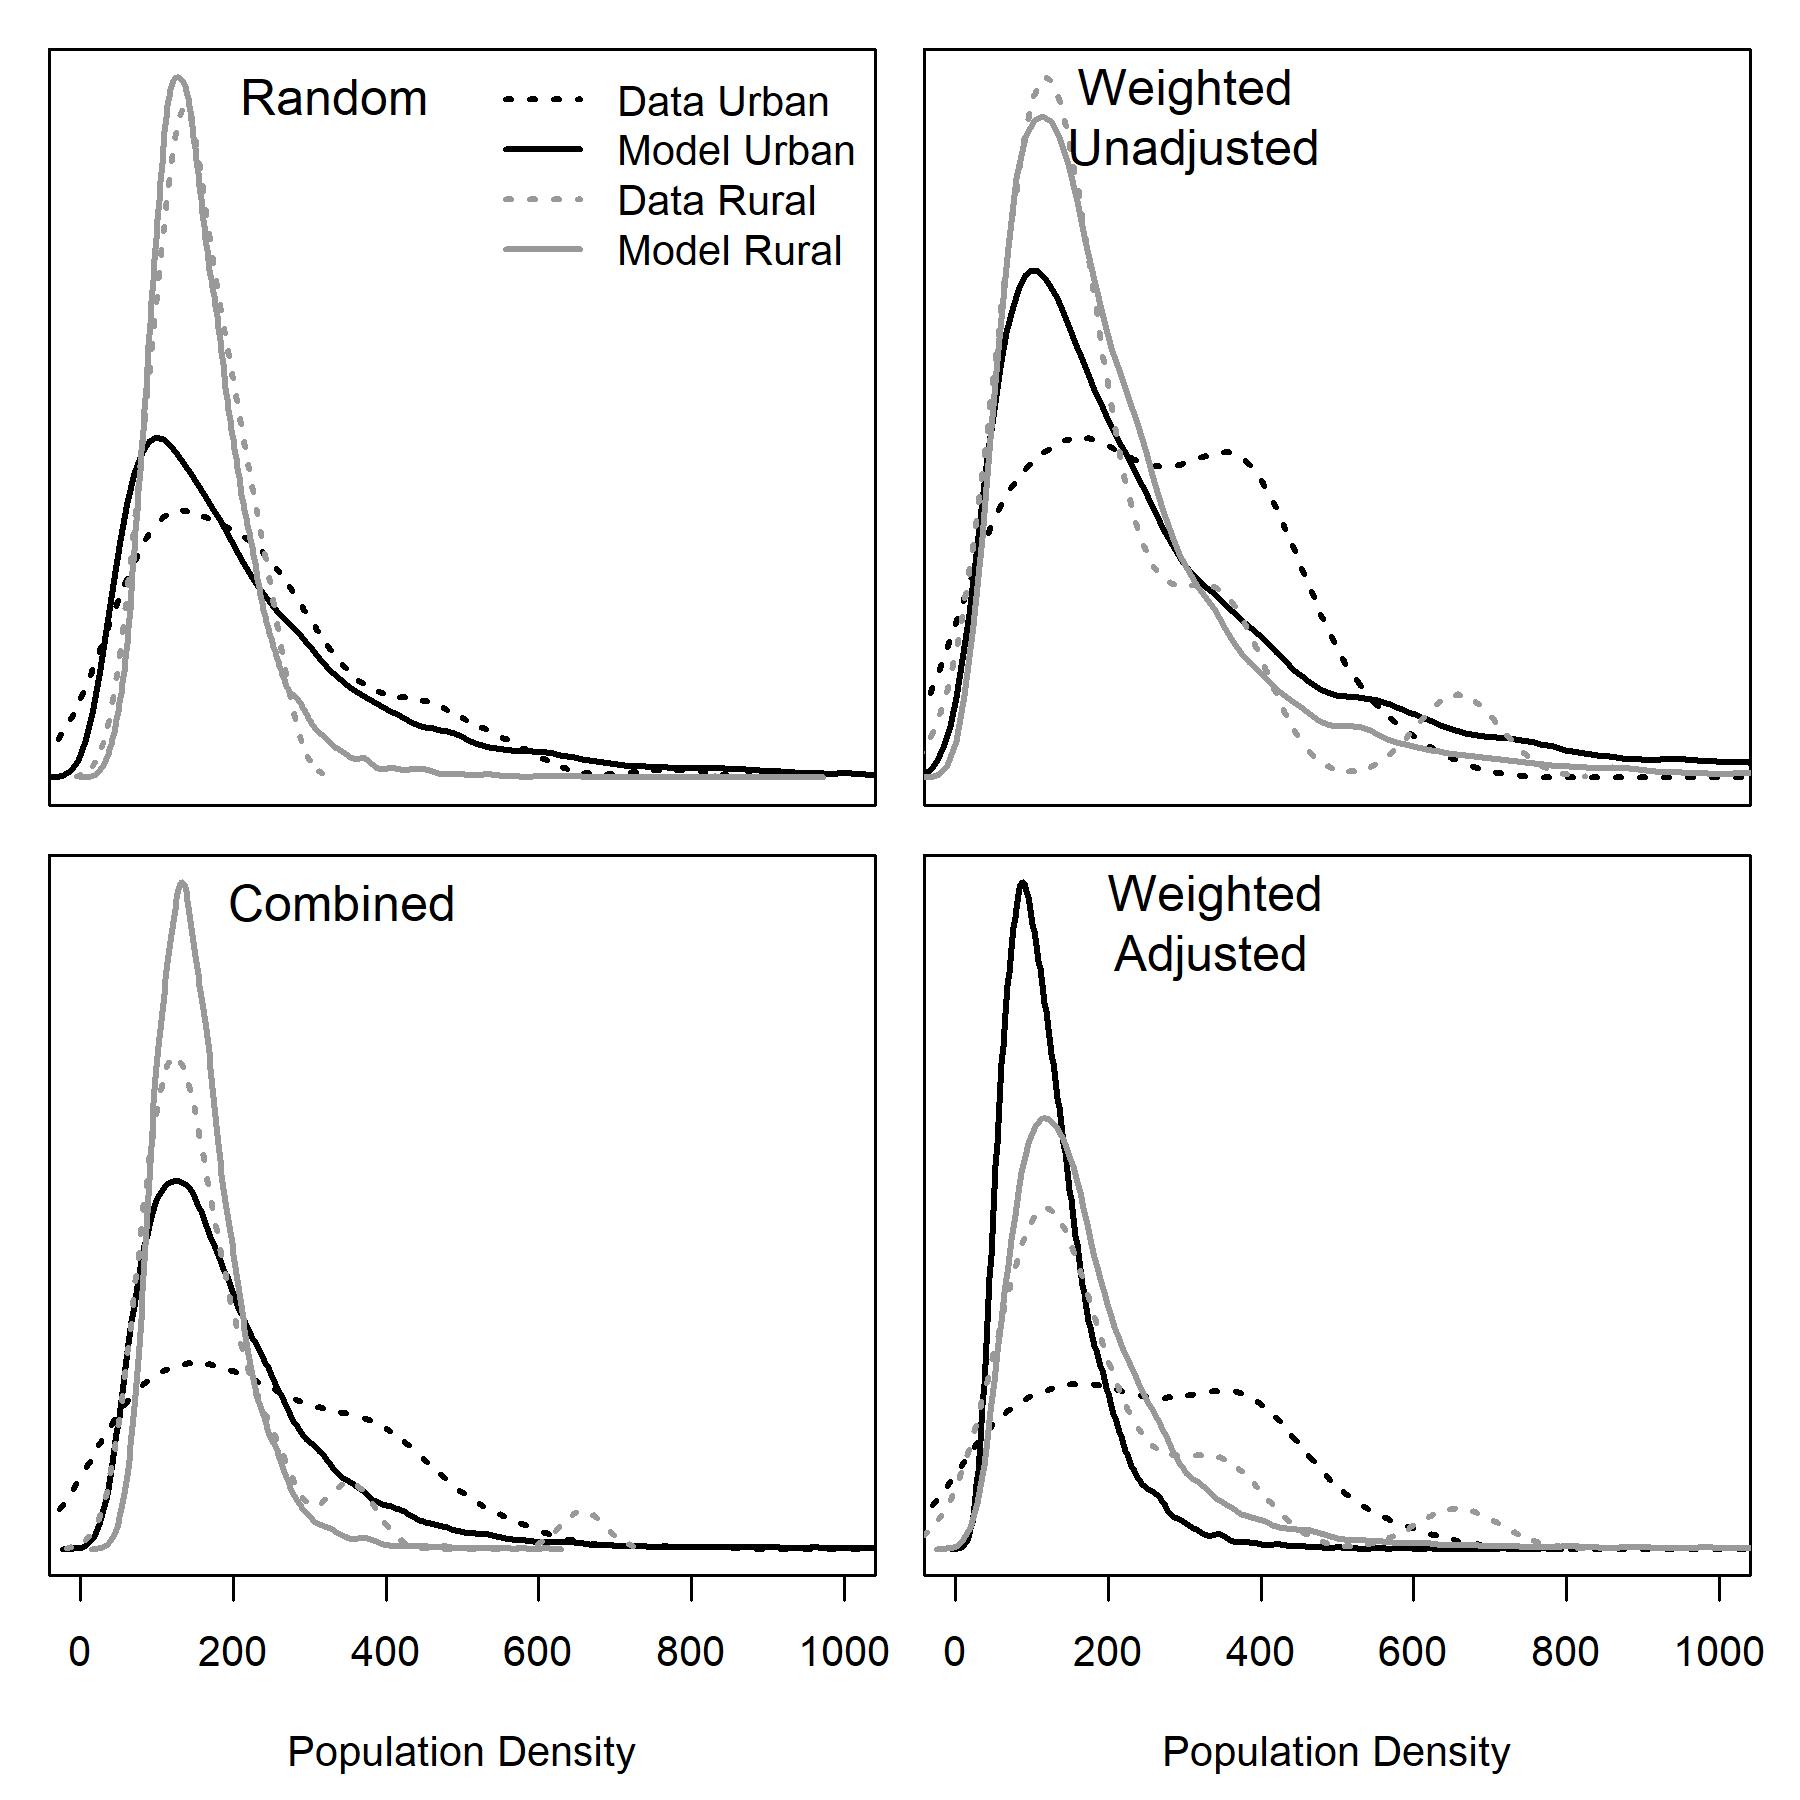 Random
Data Urban
Model Urban
Data Rural
Model Rural
Weighted
Unadjusted
Combined
Weighted
Adjusted
0 200 400 600 800 1000
0 200 400 600 800 1000
Population Density
Population Density